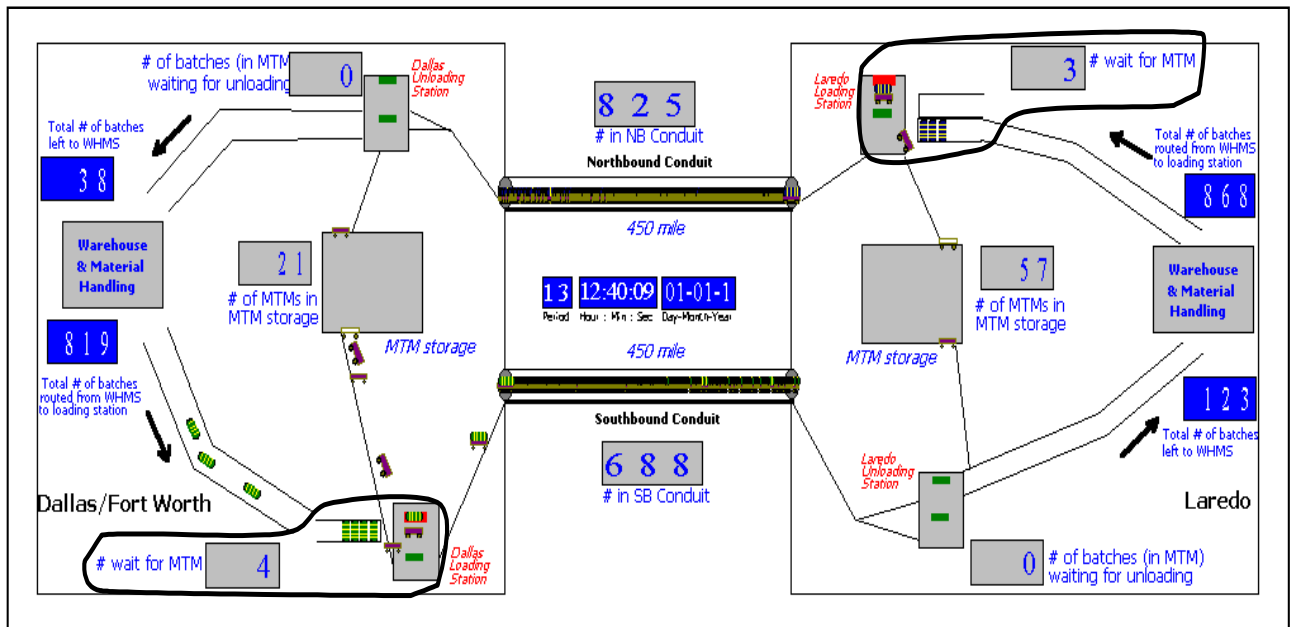 # of batches (in MTM)
waiting for unloading
0
Dallas
Unloading
Station
Total # of batches
left to WHMS
38
Warehouse
& Material
Handling
819
Total # of batches
routed from WHMS
to loading station
21
# of MTMs in
MTM storage
MTM storage
Dallas/Fort Worth
# wait for MTM
4
Dallas
Loading
Station
825
# in NB Conduit
Northbound Conduit
450 mile
13 12:40:09 01-01-1
Period Hour : Min : Sec Day-Month-Year
450 mile
Southbound Conduit
688
# in SB Conduit
Laredo
Loading
Station
3
# wait for MTM
Total # of batches
routed from WHMS
to loading station
868
57
# of MTMs in
MTM storage
MTM storage
Warehouse
& Material
Handling
123
Total # of batches
left to WHMS
Laredo
Unloading
Station
Laredo
0
# of batches (in MTM)
waiting for unloading